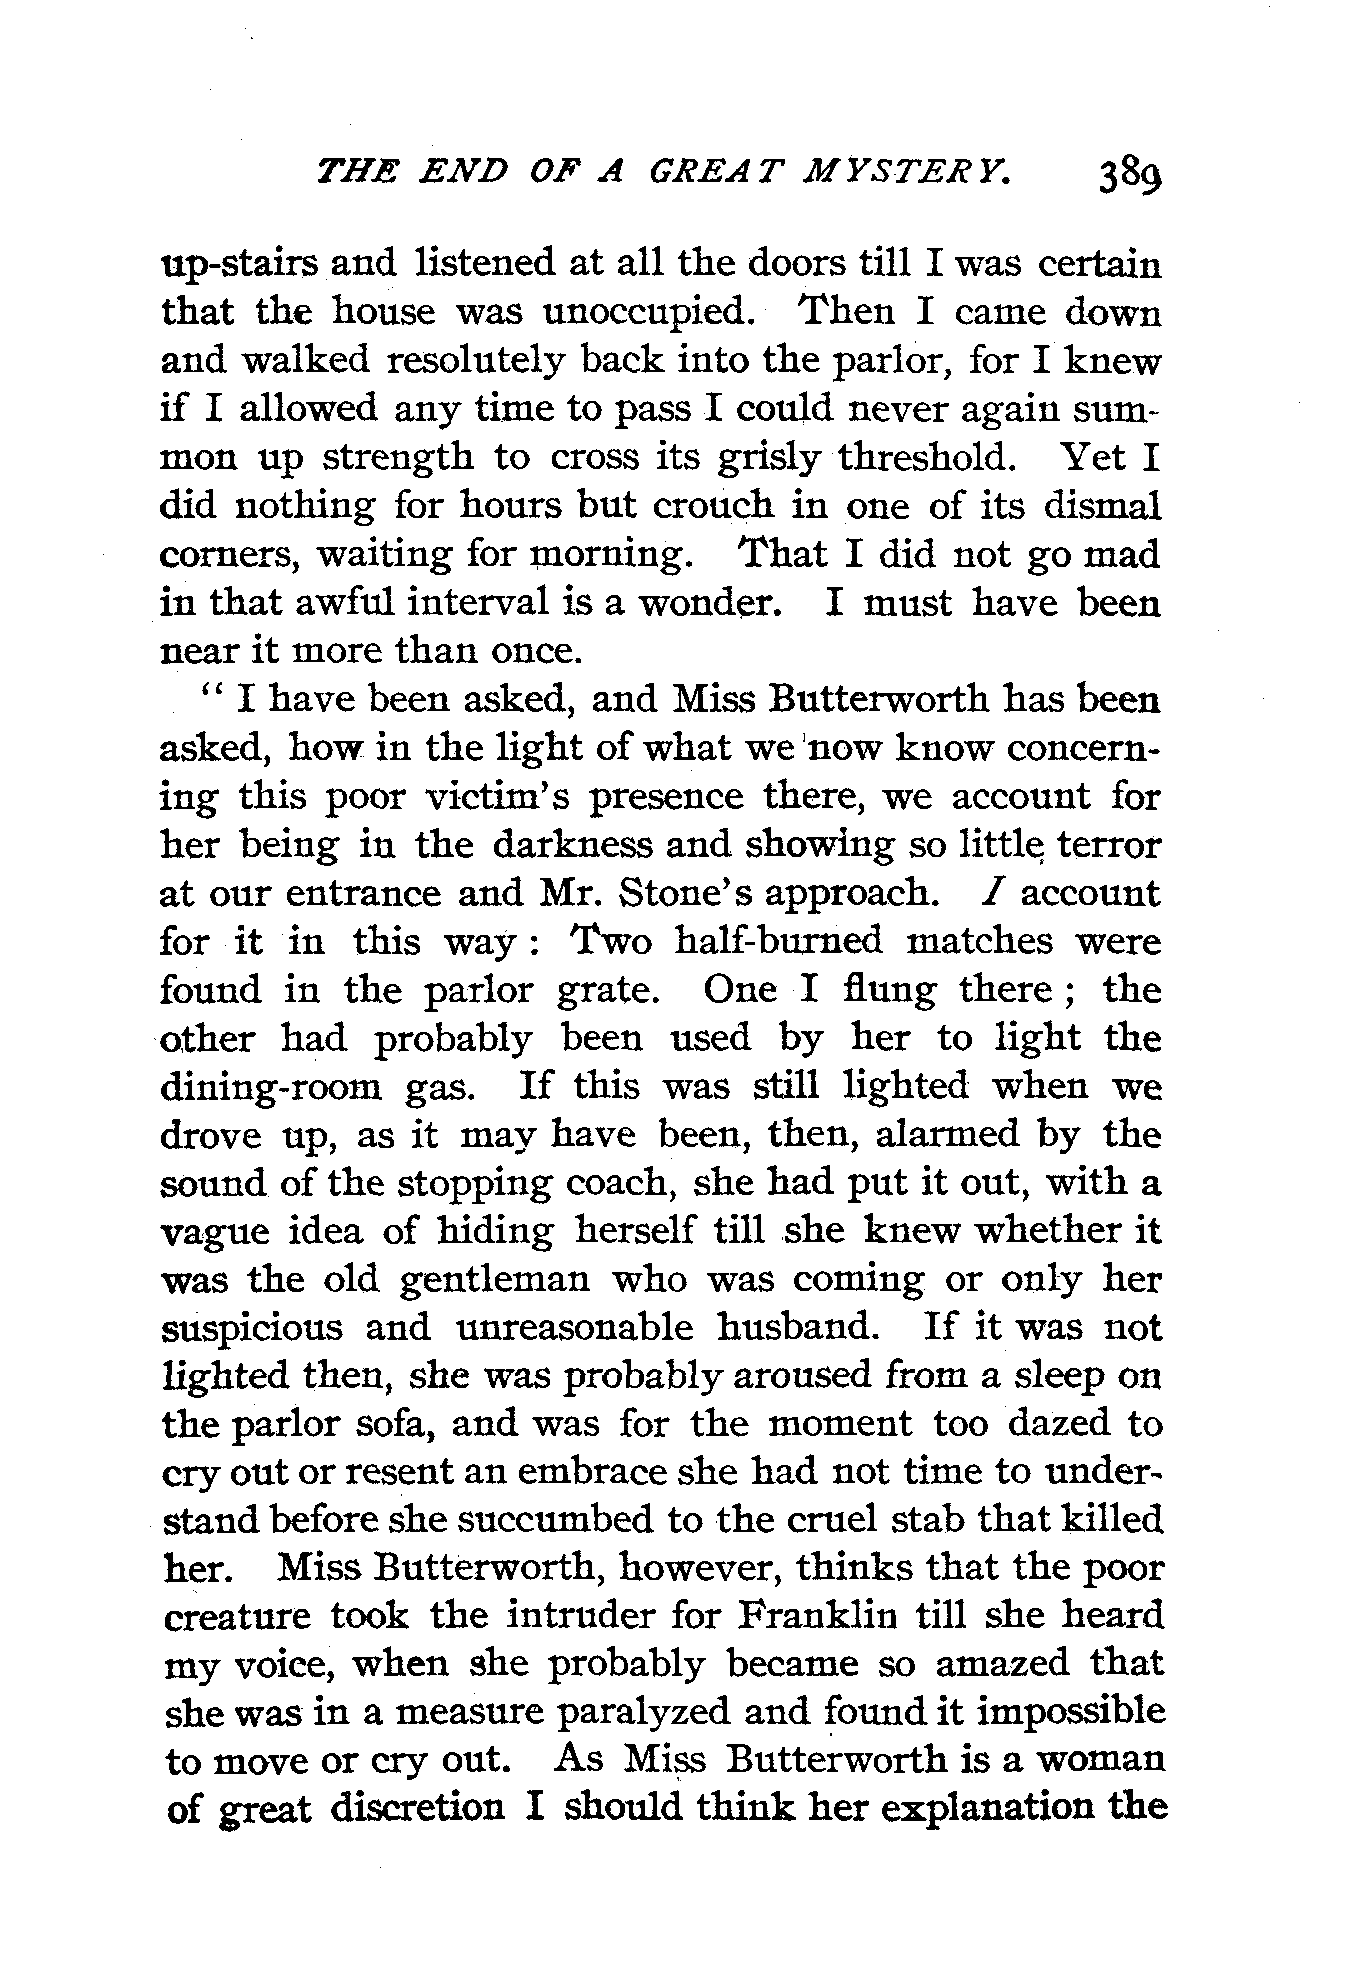 THE END OF A GREAT MYSTERY. 389
up-stairs and listened at all the doors till I was certain
that the house was unoccupied. Then I came down
and walked resolutely back into the parlor, for I knew
if I allowed any time to pass I could never again sum-
mon up strength to cross its grisly threshold. Yet I
did nothing for hours but crouch in one of its dismal
corners, waiting for morning. That I did not go mad
in that awful interval is a wonder. I must have been
near it more than once.
“ I have been asked, and Miss Butterworth has been
asked, how in the light of what we now know concern-
ing this poor victim’s presence there, we account for
her being in the darkness and showing so little terror
at our entrance and Mr. Stone’s approach. I account
for it in this way : Two half-burned matches were
found in the parlor grate. One I flung there ; the
other had probably been used by her to light the
dining-room gas. If this was still lighted when we
drove up, as it may have been, then, alarmed by the
sound of the stopping coach, she had put it out, with a
vague idea of hiding herself till she knew whether it
was the old gentleman who was coming or only her
suspicious and unreasonable husband. If it was not
lighted then, she was probably aroused from a sleep on
the parlor sofa, and was for the moment too dazed to
cry out or resent an embrace she had not time to under-
stand before she succumbed to the cruel stab that killed
her. Miss Butterworth, however, thinks that the poor
creature took the intruder for Franklin till she heard
my voice, when she probably became so amazed that
she was in a measure paralyzed and found it impossible
to move or cry out. As Miss Butterworth is a woman
of great discretion I should think her explanation the